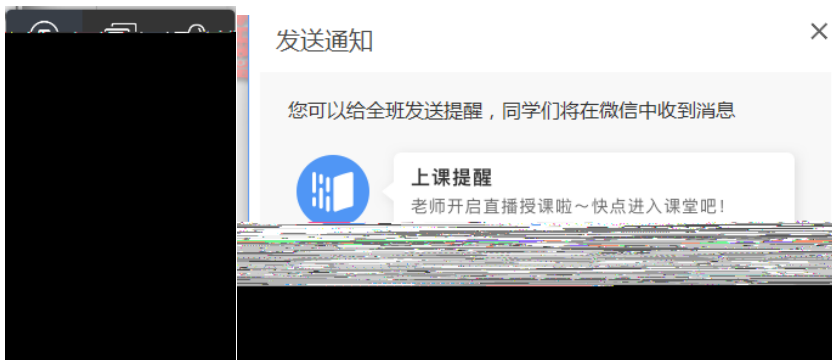 发送通知
您可以给全班发送提醒，同学们将在微信中收到消息
上课提醒
老师开启直播授课啦～快点进入课堂吧！